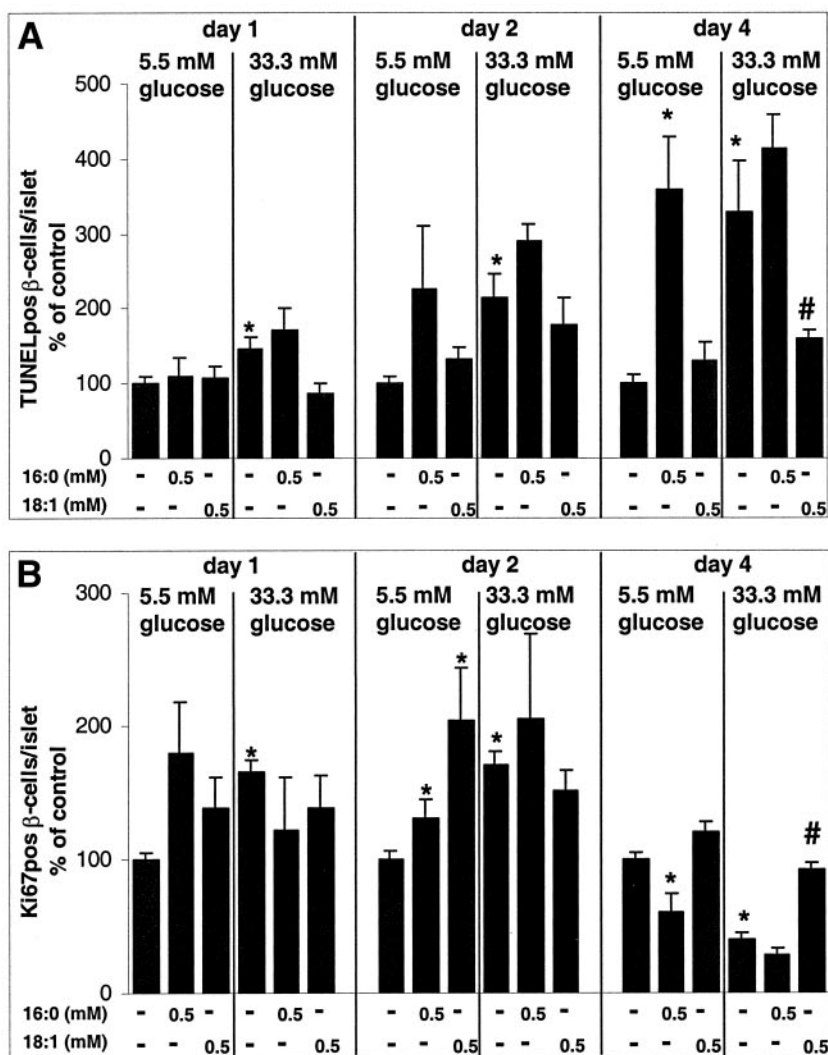 A
day 1 day 2 day 4
5.5 mM 33.3 mM 5.5 mM 33.3 mM 5.5 mM 33.3 mM
glucose glucose glucose glucose glucose glucose
TUNELpos β-cells/islet
% of control
500
400
300
200
100
0
* * * * #
16:0 (mM) - 0.5 - - 0.5 - - 0.5 - - 0.5 - - 0.5 - - 0.5 -
18:1 (mM) - - 0.5 - - 0.5 - - 0.5 - - 0.5 - - 0.5 - - 0.5
B
day 1 day 2 day 4
5.5 mM 33.3 mM 5.5 mM 33.3 mM 5.5 mM 33.3 mM
glucose glucose glucose glucose glucose glucose
Ki67pos β-cells/islet
% of control
300
200
100
0
* * * * * * #
16:0 (mM) - 0.5 - - 0.5 - - 0.5 - - 0.5 - - 0.5 - - 0.5 -
18:1 (mM) - - 0.5 - - 0.5 - - 0.5 - - 0.5 - - 0.5 - - 0.5